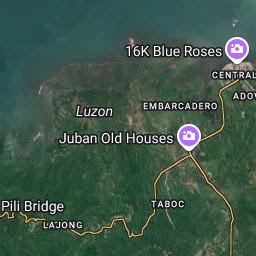 16K Blue Roses
CENTRAL
ADOV
Luzon
EMBARCADERO
Juban Old Houses
TABOC
Pili Bridge
LAJONG